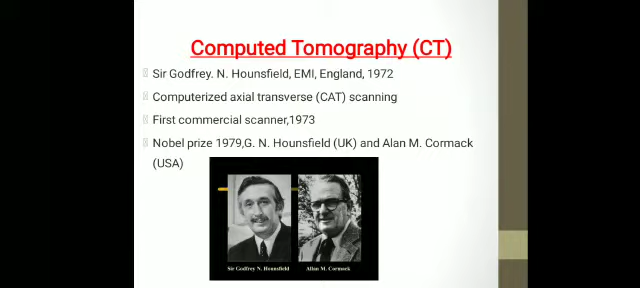 Computed Tomography (CT)
Sir Godfrey. N. Hounsfield, EMI, England, 1972
Computerized axial transverse (CAT) scanning
First commercial scanner,1973
Nobel prize 1979,G. N. Hounsfield (UK) and Alan M. Cormack
(USA)
Sir Godfrey N. Hounsfield Allan M. Cormack